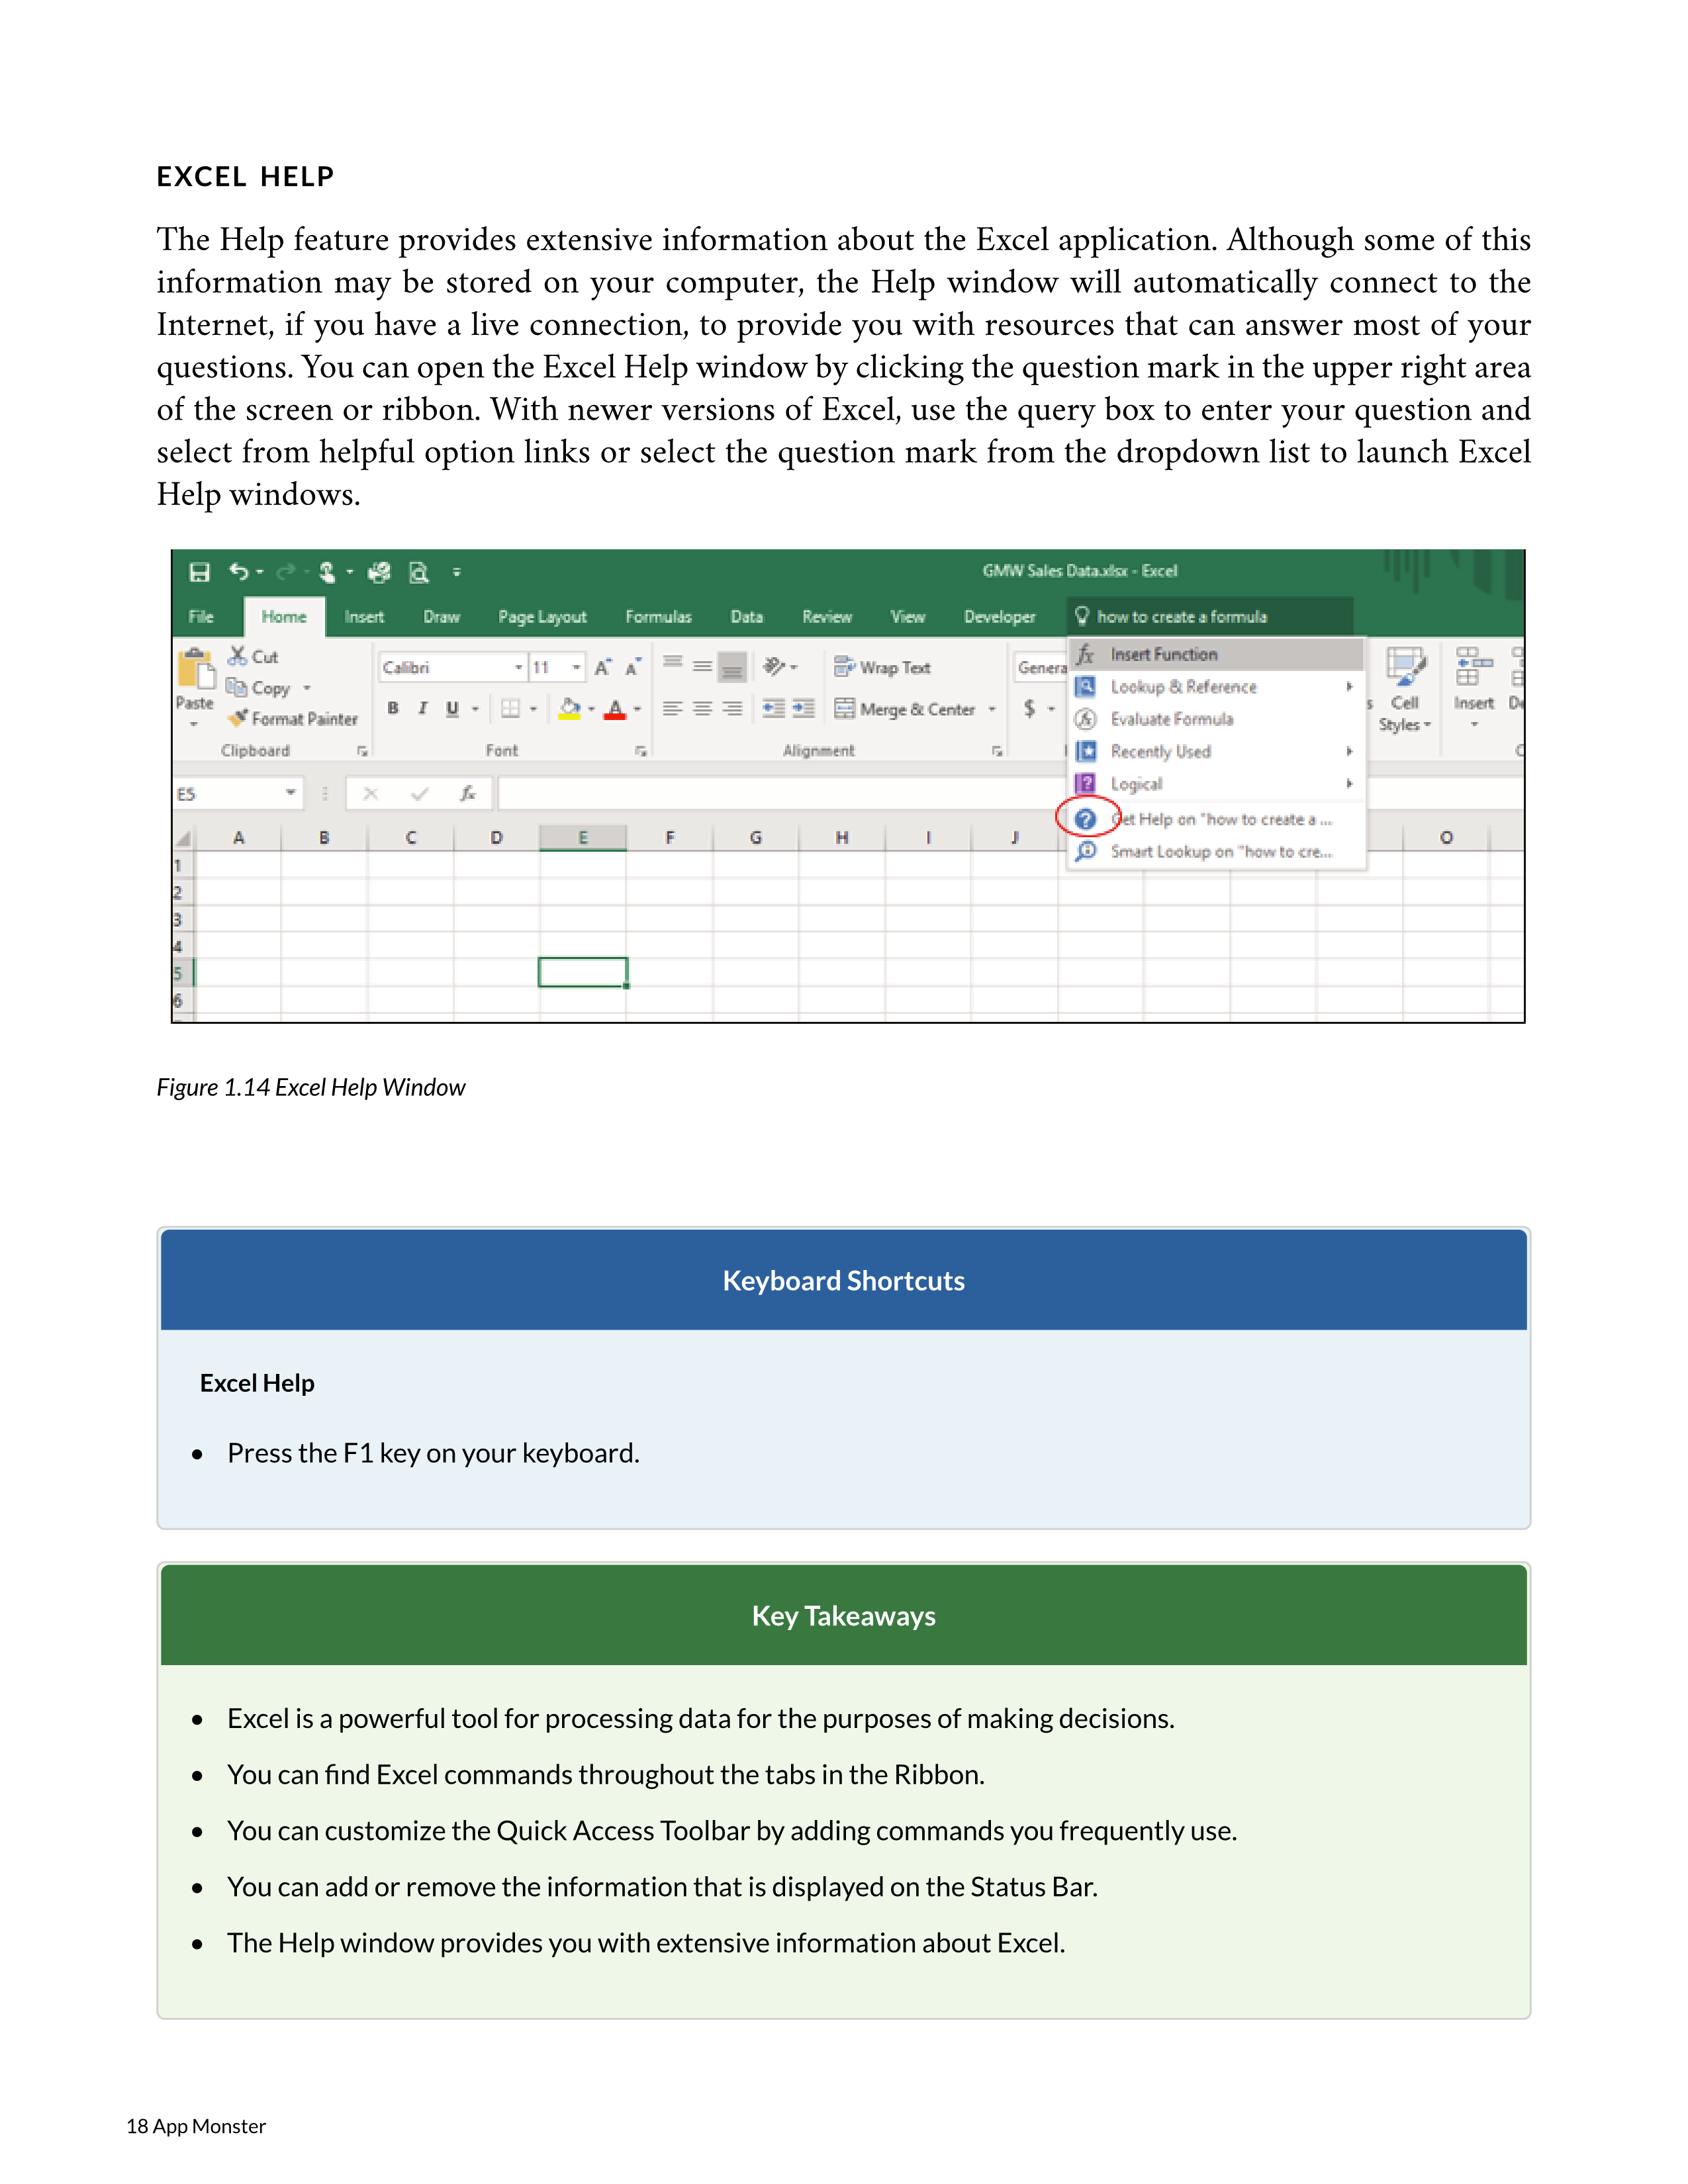 EXCEL HELP
The Help feature provides extensive information about the Excel application. Although some of this
information may be stored on your computer, the Help window will automatically connect to the
Internet, if you have a live connection, to provide you with resources that can answer most of your
questions. You can open the Excel Help window by clicking the question mark in the upper right area
of the screen or ribbon. With newer versions of Excel, use the query box to enter your question and
select from helpful option links or select the question mark from the dropdown list to launch Excel
Help windows.
GMW Sales Data.xlsx - Excel
File Home Insert Draw Page Layout Formulas Data Review View Developer how to create a formula
Cut
Copy
Paste
Format Painter
Clipboard
Calibri 11
B I U
Font
Wrap Text
Merge & Center
Alignment
Genera
$
Insert Function
Lookup & Reference
Evaluate Formula
Recently Used
Logical
Get Help on "how to create a ...
Smart Lookup on "how to cre...
Cell
Styles
Insert
De
E5
fx
A B C D E F G H I J O
1
2
3
4
5
6
Figure 1.14 Excel Help Window
Keyboard Shortcuts
Excel Help
• Press the F1 key on your keyboard.
Key Takeaways
• Excel is a powerful tool for processing data for the purposes of making decisions.
• You can find Excel commands throughout the tabs in the Ribbon.
• You can customize the Quick Access Toolbar by adding commands you frequently use.
• You can add or remove the information that is displayed on the Status Bar.
• The Help window provides you with extensive information about Excel.
18 App Monster